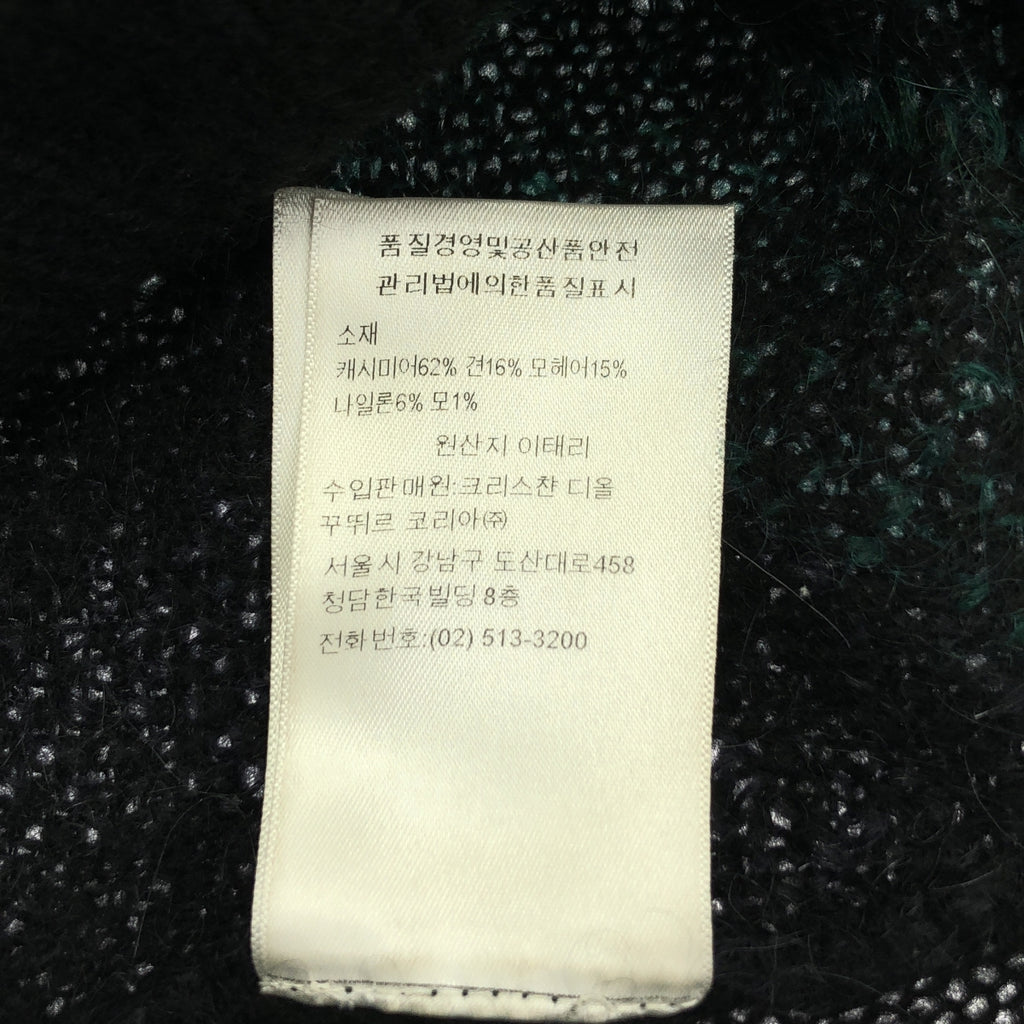 품질경영및공산품안전
관리법에의한품질표시
소재
캐시미어62% 견16% 모헤어15%
나일론6% 모1%
원산지 이태리
수입판매원:크리스챤 디올
꾸뛰르 코리아㈜
서울시 강남구 도산대로458
청담한국빌딩 8층
전화번호:(02) 513-3200